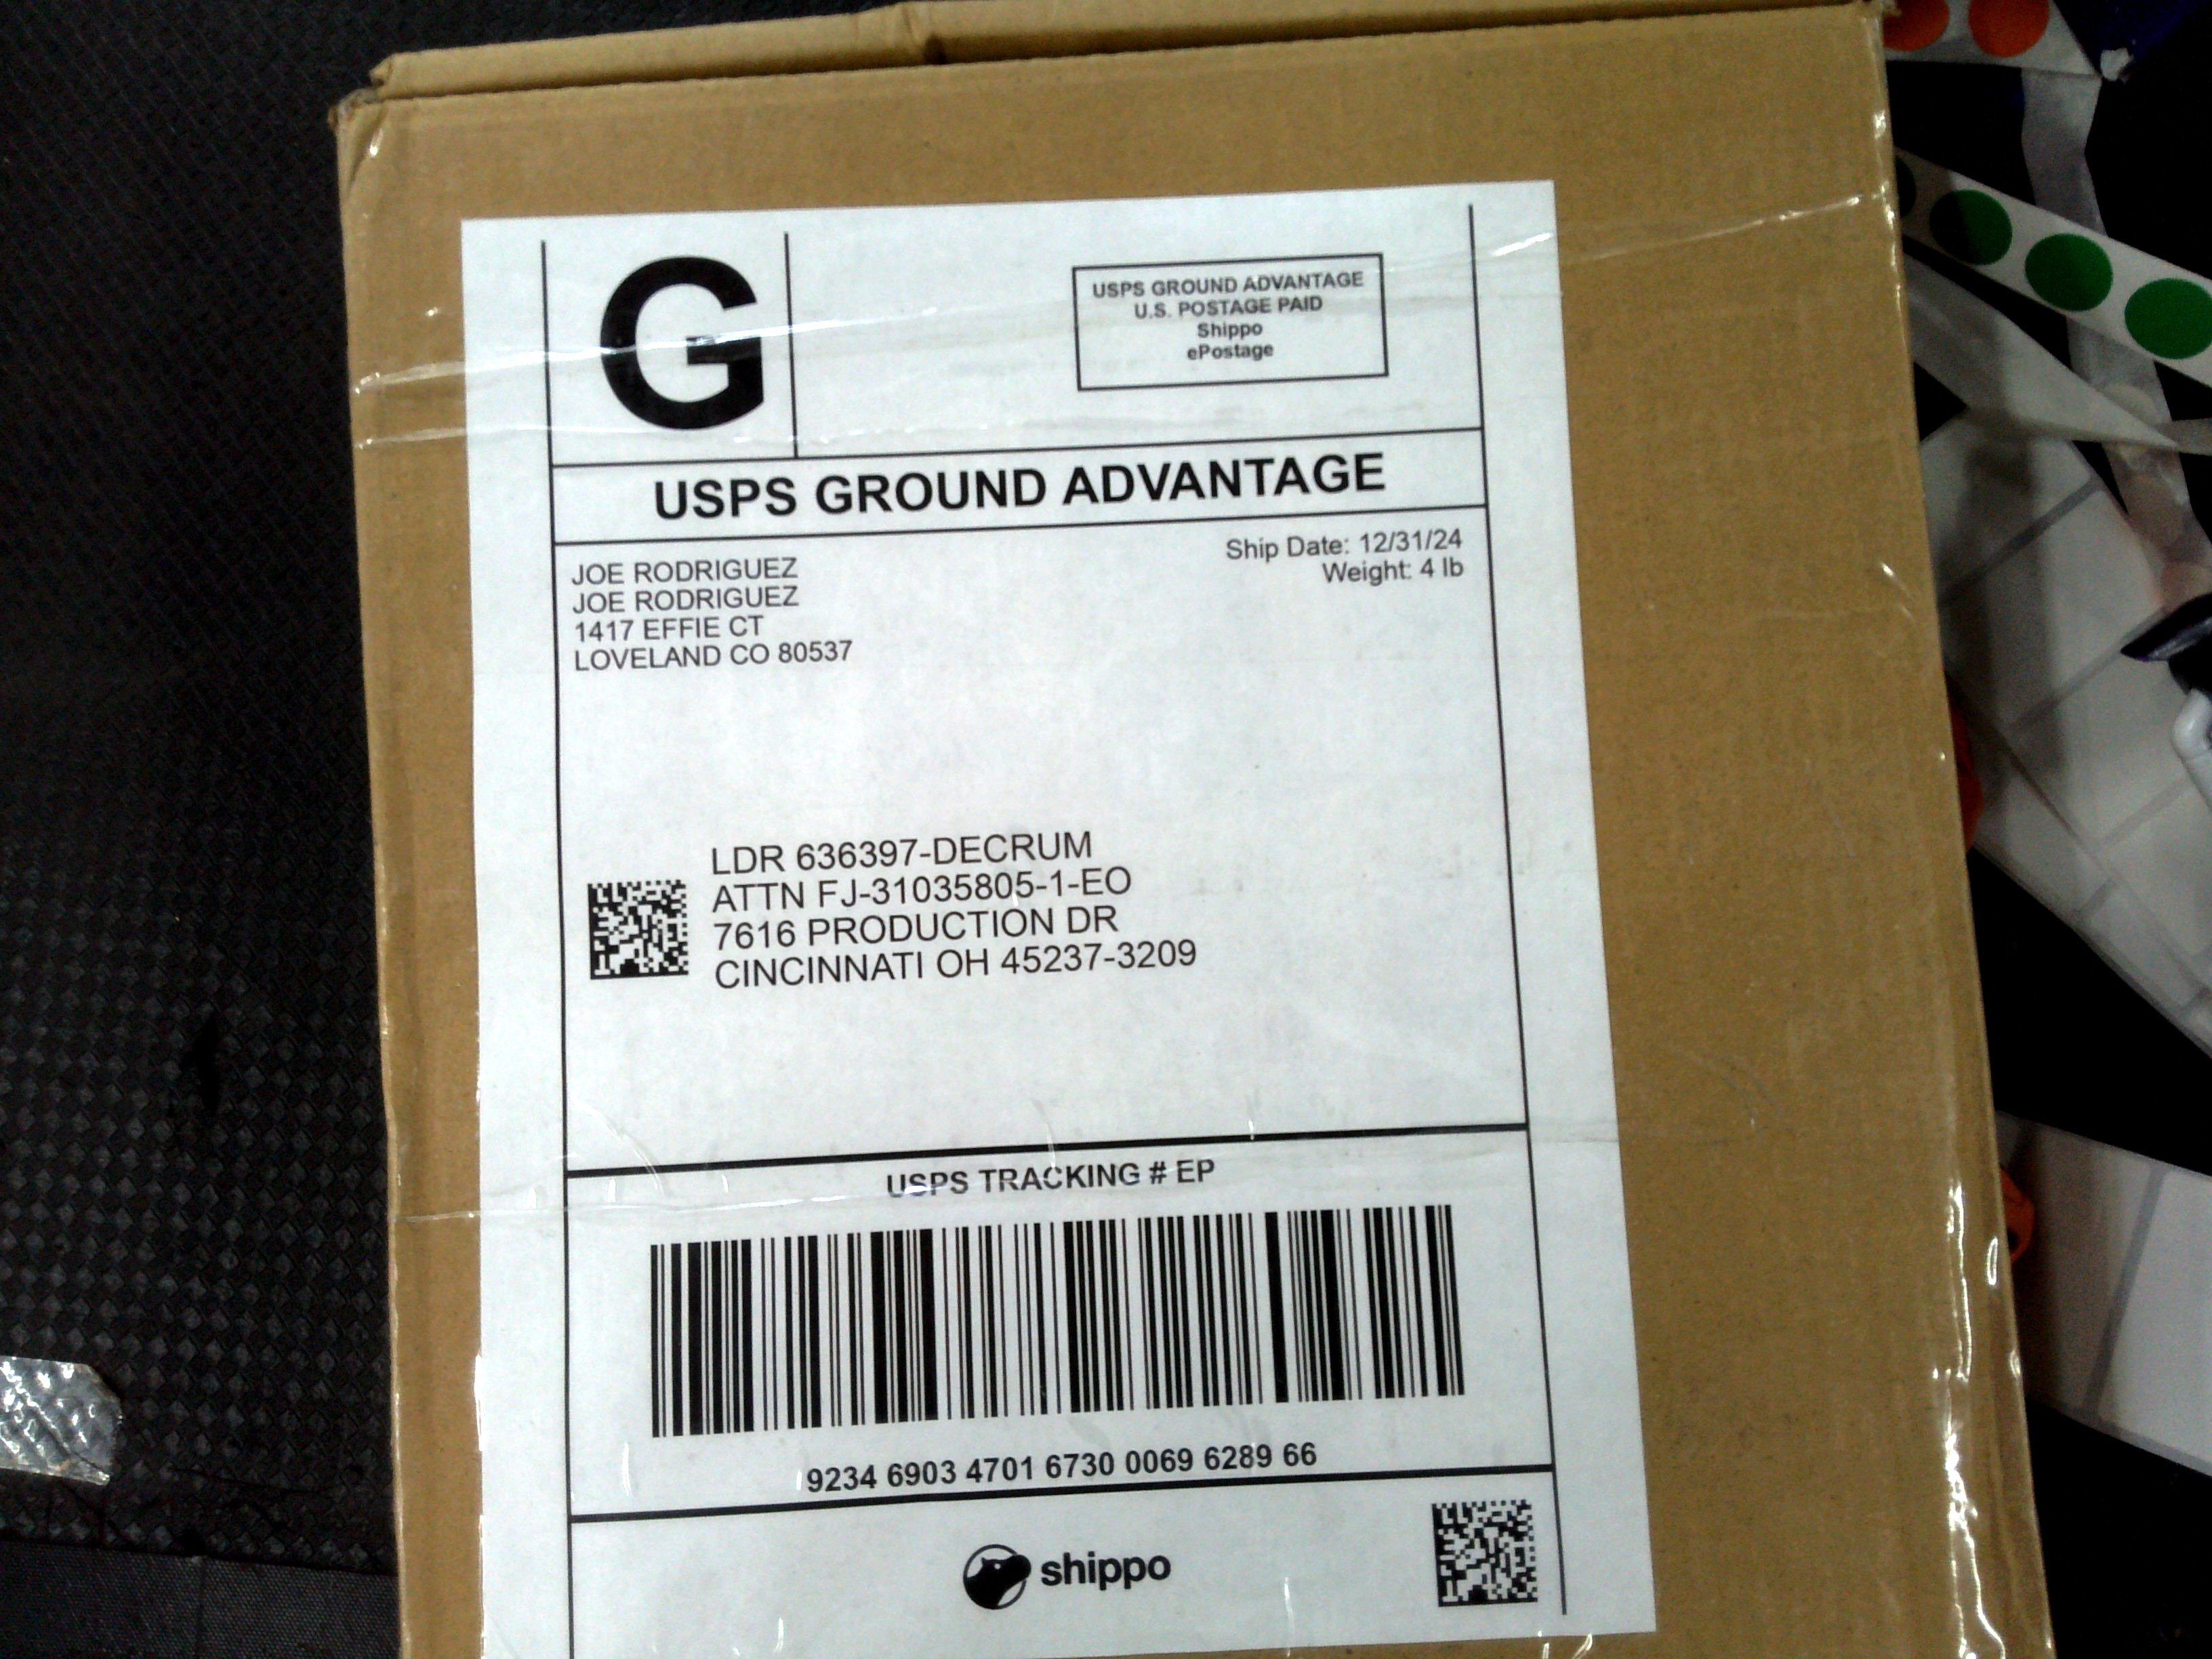 G
USPS GROUND ADVANTAGE
U.S. POSTAGE PAID
Shippo
ePostage
USPS GROUND ADVANTAGE
JOE RODRIGUEZ
JOE RODRIGUEZ
1417 EFFIE CT
LOVELAND CO 80537
Ship Date: 12/31/24
Weight: 4 lb
LDR 636397-DECRUM
ATTN FJ-31035805-1-EO
7616 PRODUCTION DR
CINCINNATI OH 45237-3209
USPS TRACKING # EP
9234 6903 4701 6730 0069 6289 66
shippo